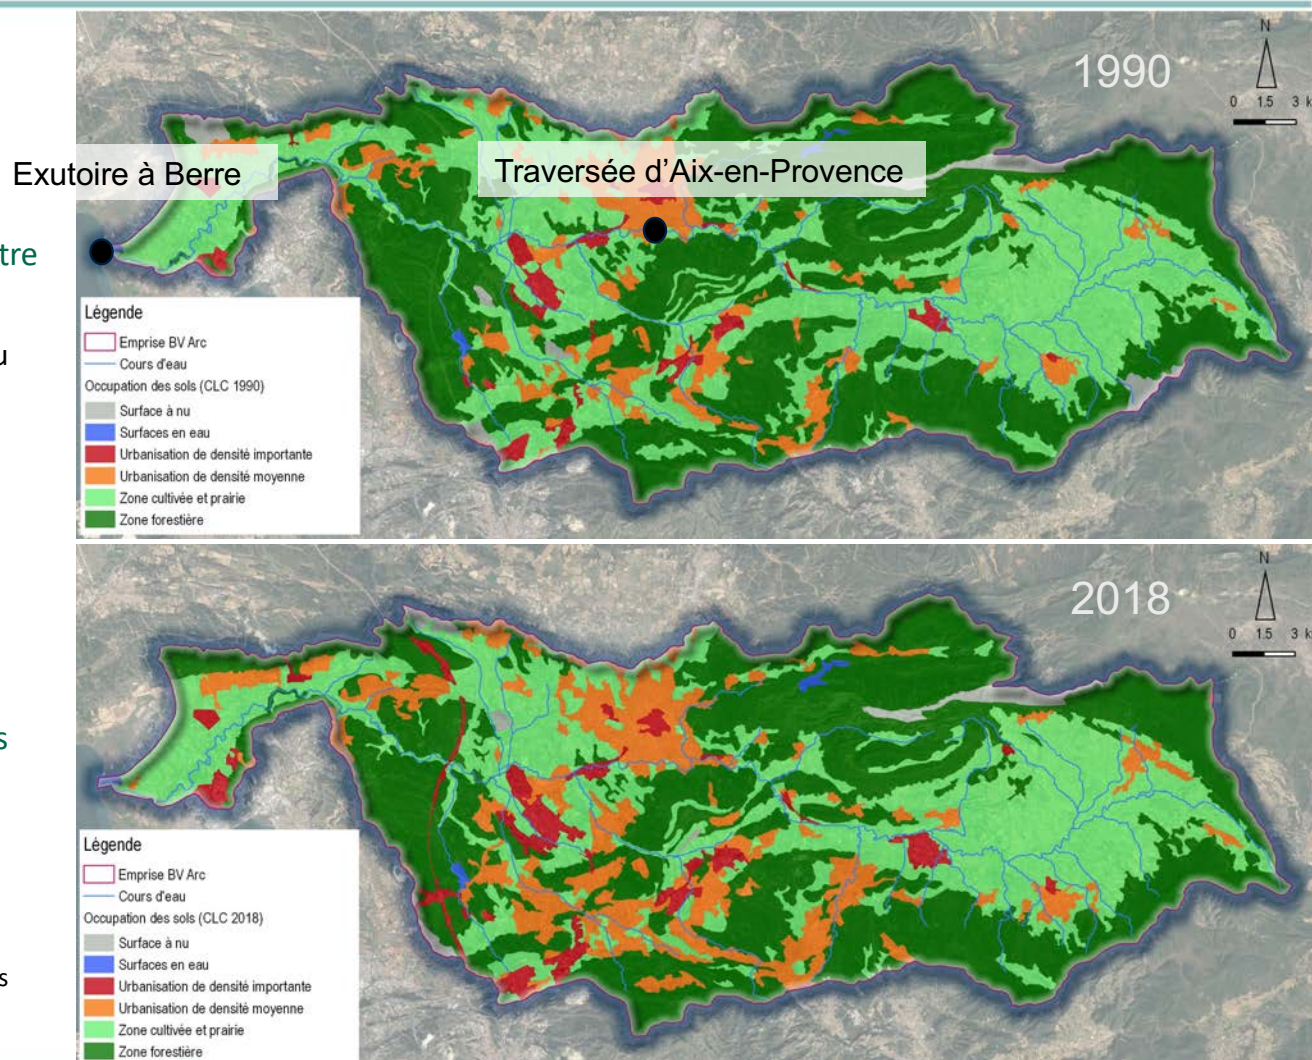 1990
N
0 1.5 3 k
Exutoire à Berre
Traversée d'Aix-en-Provence
tre
u
Légende
Emprise BV Arc
Cours d'eau
Occupation des sols (CLC 1990)
Surface à nu
Surfaces en eau
Urbanisation de densité importante
Urbanisation de densité moyenne
Zone cultivée et prairie
Zone forestière
2018
N
0 1.5 3 k
s
Légende
Emprise BV Arc
Cours d'eau
Occupation des sols (CLC 2018)
Surface à nu
Surfaces en eau
Urbanisation de densité importante
s
Urbanisation de densité moyenne
Zone cultivée et prairie
Zone forestière